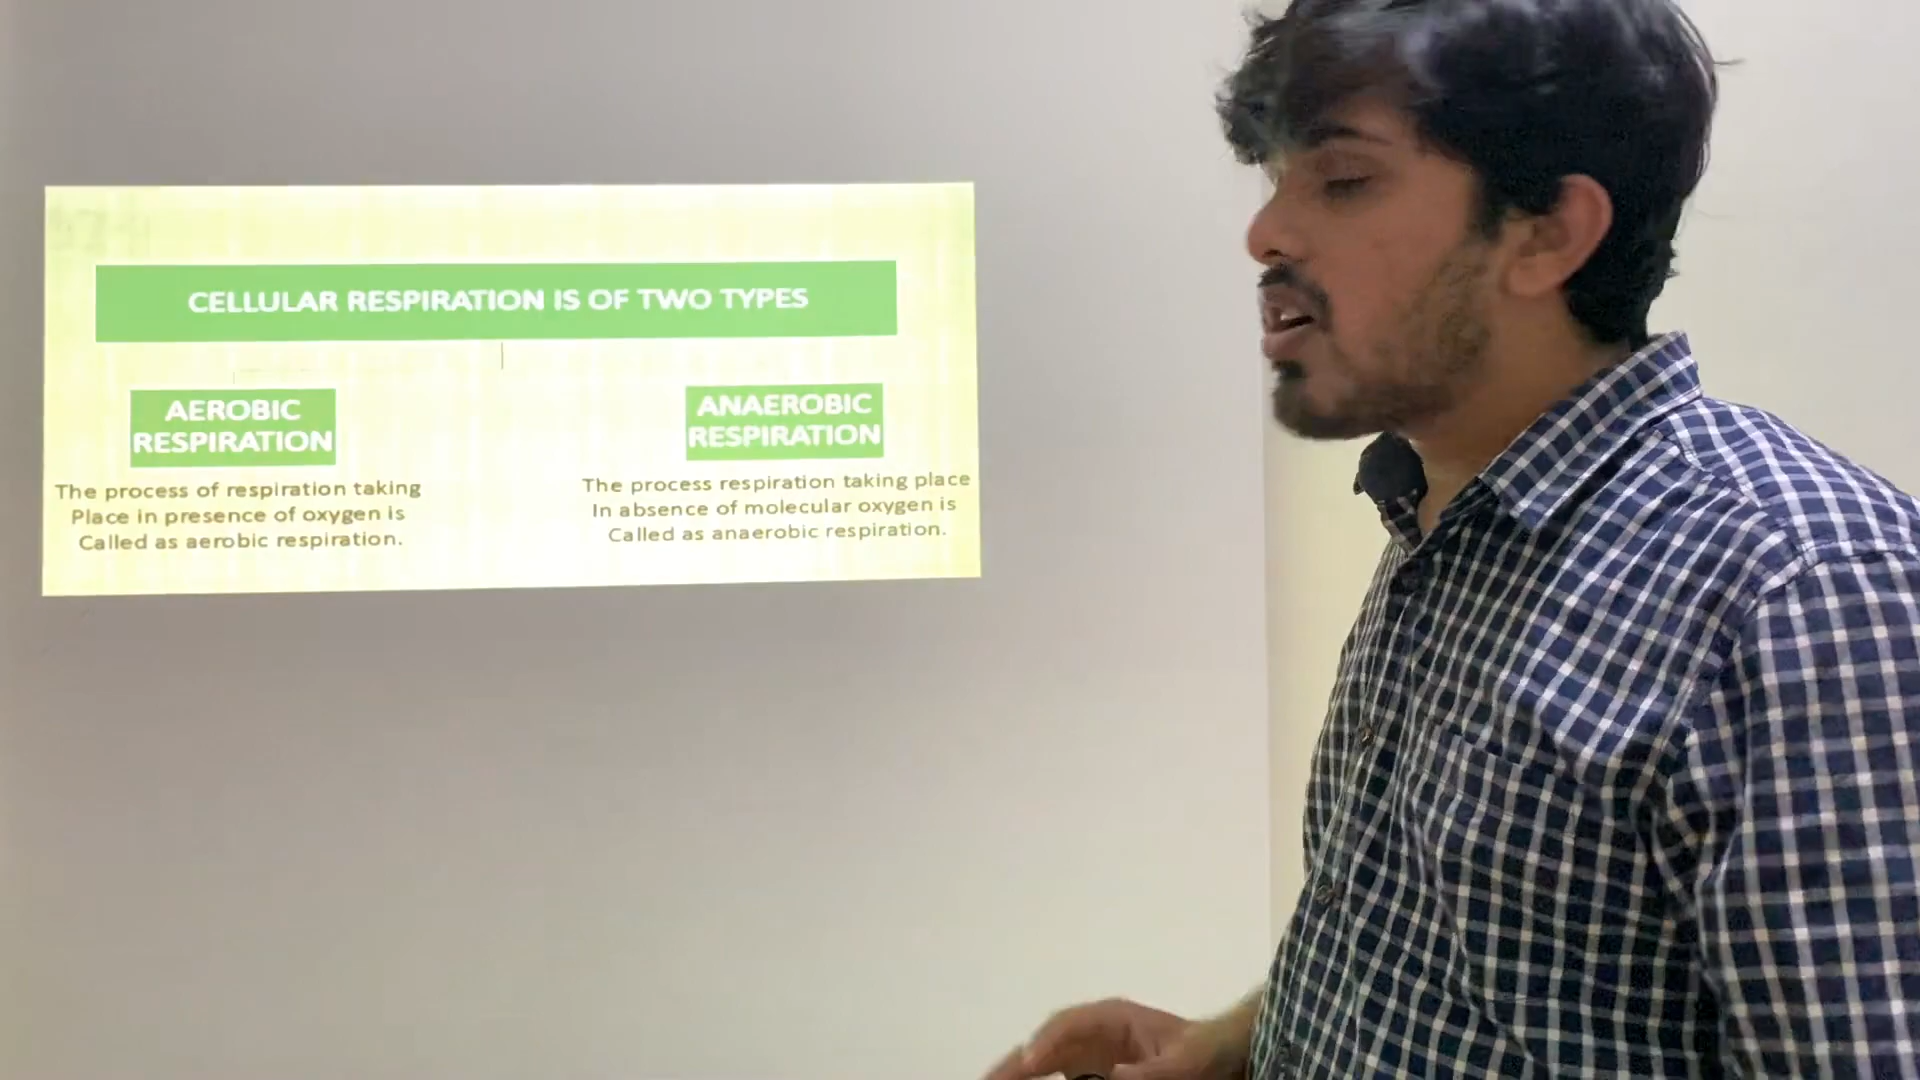 CELLULAR RESPIRATION IS OF TWO TYPES
AEROBIC
RESPIRATION
The process of respiration taking
Place in presence of oxygen is
Called as aerobic respiration.
ANAEROBIC
RESPIRATION
The process respiration taking place
In absence of molecular oxygen is
Called as anaerobic respiration.